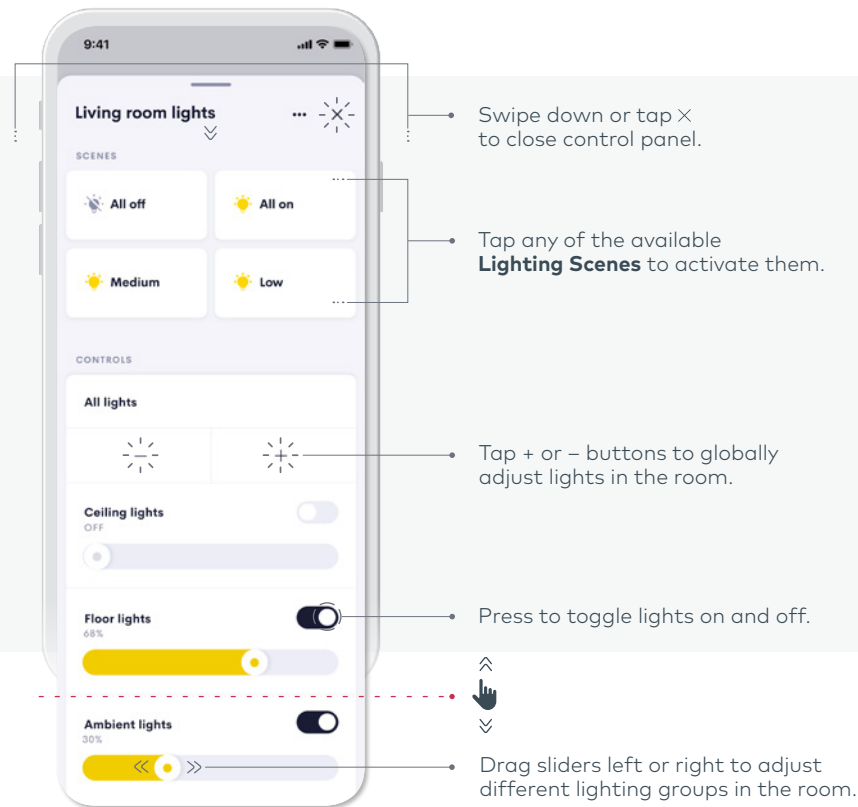 9:41
Living room lights
SCENES
All off
All on
Medium
Low
CONTROLS
All lights
– +
Ceiling lights
OFF
Floor lights
68%
Ambient lights
30%
Swipe down or tap ×
to close control panel.
Tap any of the available
Lighting Scenes to activate them.
Tap + or – buttons to globally
adjust lights in the room.
Press to toggle lights on and off.
Drag sliders left or right to adjust
different lighting groups in the room.